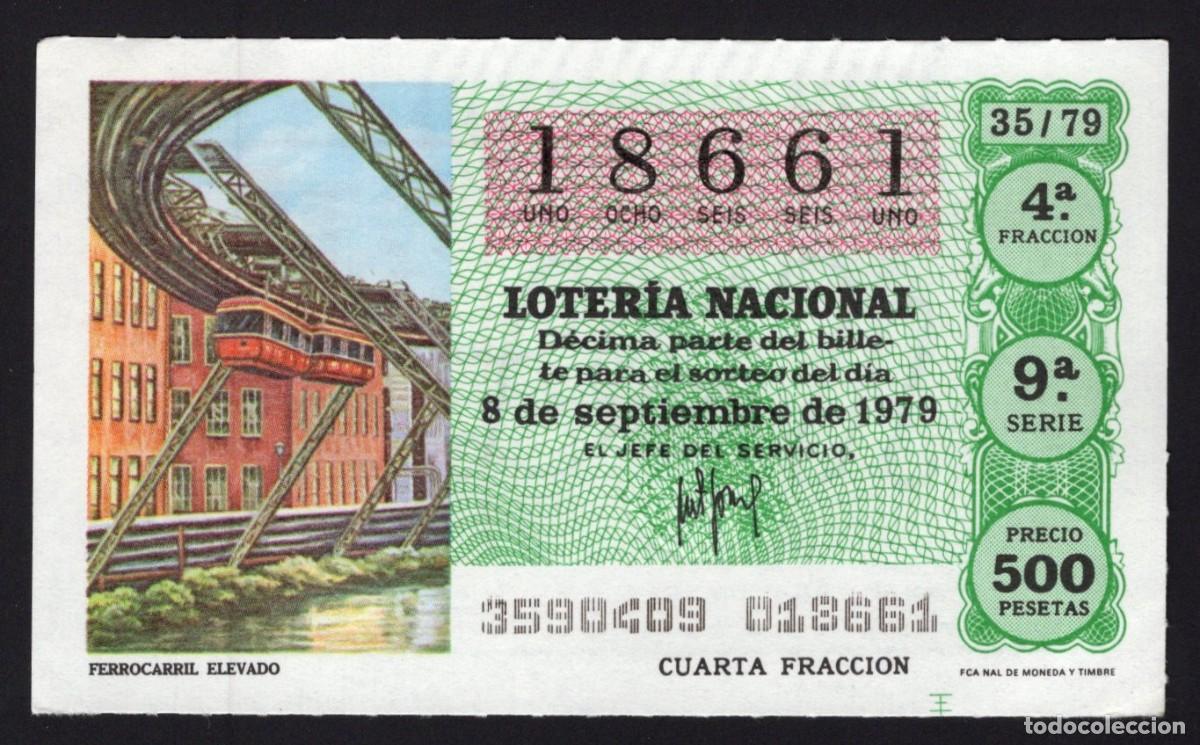 18661
UNO OCHO SEIS SEIS UNO
LOTERÍA NACIONAL
Décima parte del bille-
te para el sorteo del día
8 de septiembre de 1979
EL JEFE DEL SERVICIO,
3590409 018661
CUARTA FRACCION
FERROCARRIL ELEVADO
35/79
4ª.
FRACCION
9ª.
SERIE
PRECIO
500
PESETAS
FCA NAL DE MONEDA Y TIMBRE
todocoleccion